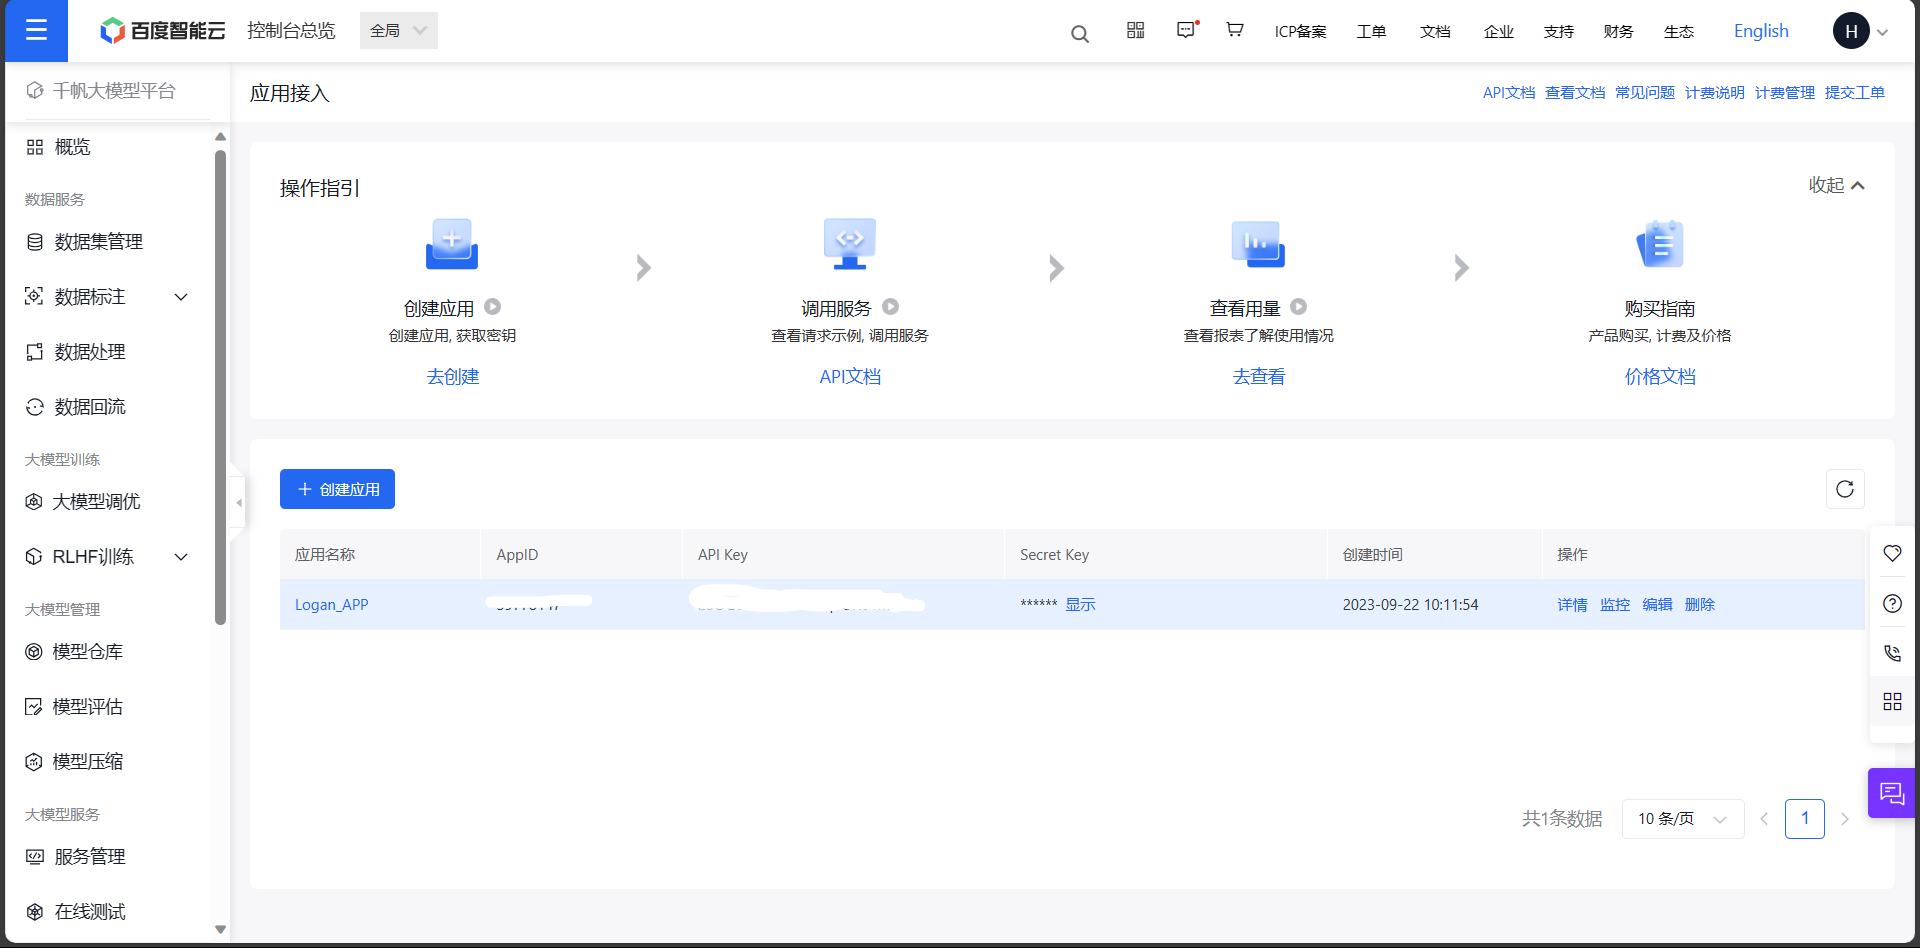 百度智能云
控制台总览
全局
ICP备案
工单
文档
企业
支持
财务
生态
English
H
千帆大模型平台
概览
数据服务
数据集管理
数据标注
数据处理
数据回流
大模型训练
大模型调优
RLHF训练
大模型管理
模型仓库
模型评估
模型压缩
大模型服务
服务管理
在线测试
应用接入
API文档 查看文档 常见问题 计费说明 计费管理 提交工单
操作指引
收起
创建应用
创建应用, 获取密钥
去创建
调用服务
查看请求示例, 调用服务
API文档
查看用量
查看报表了解使用情况
去查看
购买指南
产品购买, 计费及价格
价格文档
创建应用
应用名称 AppID API Key Secret Key 创建时间 操作
Logan_APP ****** 显示 2023-09-22 10:11:54 详情 监控 编辑 删除
共1条数据 10 条/页 1